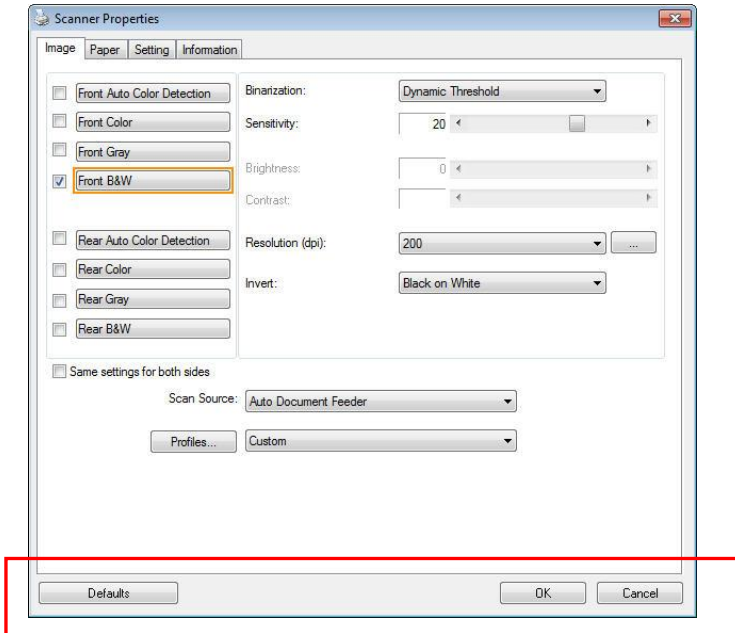 Scanner Properties
Image Paper Setting Information
Front Auto Color Detection
Front Color
Front Gray
Front B&W
Rear Auto Color Detection
Rear Color
Rear Gray
Rear B&W
Binarization: Dynamic Threshold
Sensitivity: 20
Brightness: 0
Contrast:
Resolution (dpi): 200 ...
Invert: Black on White
Same settings for both sides
Scan Source: Auto Document Feeder
Profiles... Custom
Defaults OK Cancel